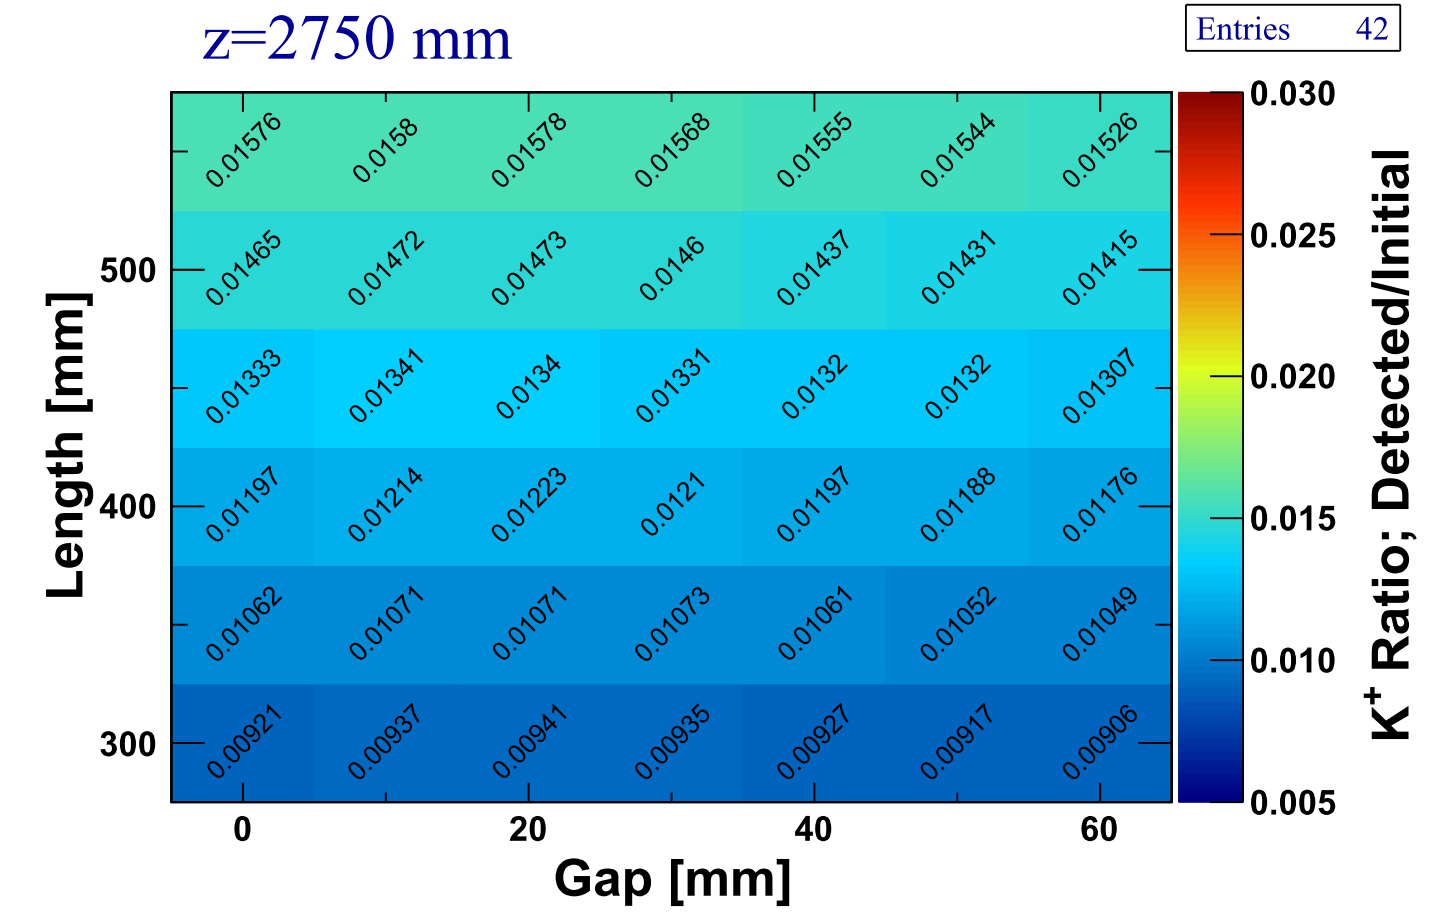 z=2750 mm
Entries 42
0.01576 0.0158 0.01578 0.01568 0.01555 0.01544 0.01526
0.01465 0.01472 0.01473 0.0146 0.01437 0.01431 0.01415
0.01333 0.01341 0.0134 0.01331 0.0132 0.0132 0.01307
0.01197 0.01214 0.01223 0.0121 0.01197 0.01188 0.01176
0.01062 0.01071 0.01071 0.01073 0.01061 0.01052 0.01049
0.00921 0.00937 0.00941 0.00935 0.00927 0.00917 0.00906
500
400
300
Length [mm]
0 20 40 60
Gap [mm]
0.030
0.025
0.020
0.015
0.010
0.005
K⁺ Ratio; Detected/Initial